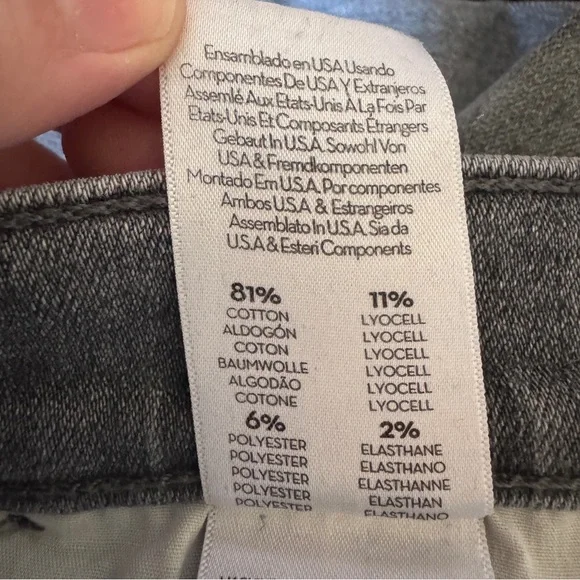 Ensamblado en USA Usando
Componentes De USA Y Extranjeros
Assemlé Aux Etats-Unis À La Fois Par
Etats-Unis Et Composants Étrangers
Gebaut In U.S.A. Sowohl Von
USA & Fremdkomponenten
Montado Em U.S.A. Por componentes
Ambos U.S.A & Estrangeiros
Assemblato In U.S.A. Sia da
U.S.A & Esteri Components
81% 11%
COTTON LYOCELL
ALDOGÓN LYOCELL
COTON LYOCELL
BAUMWOLLE LYOCELL
ALGODÃO LYOCELL
COTONE LYOCELL
6% 2%
POLYESTER ELASTHANE
POLYESTER ELASTHANO
POLYESTER ELASTHANNE
POLYESTER ELASTHAN
POLYESTER ELASTHANO